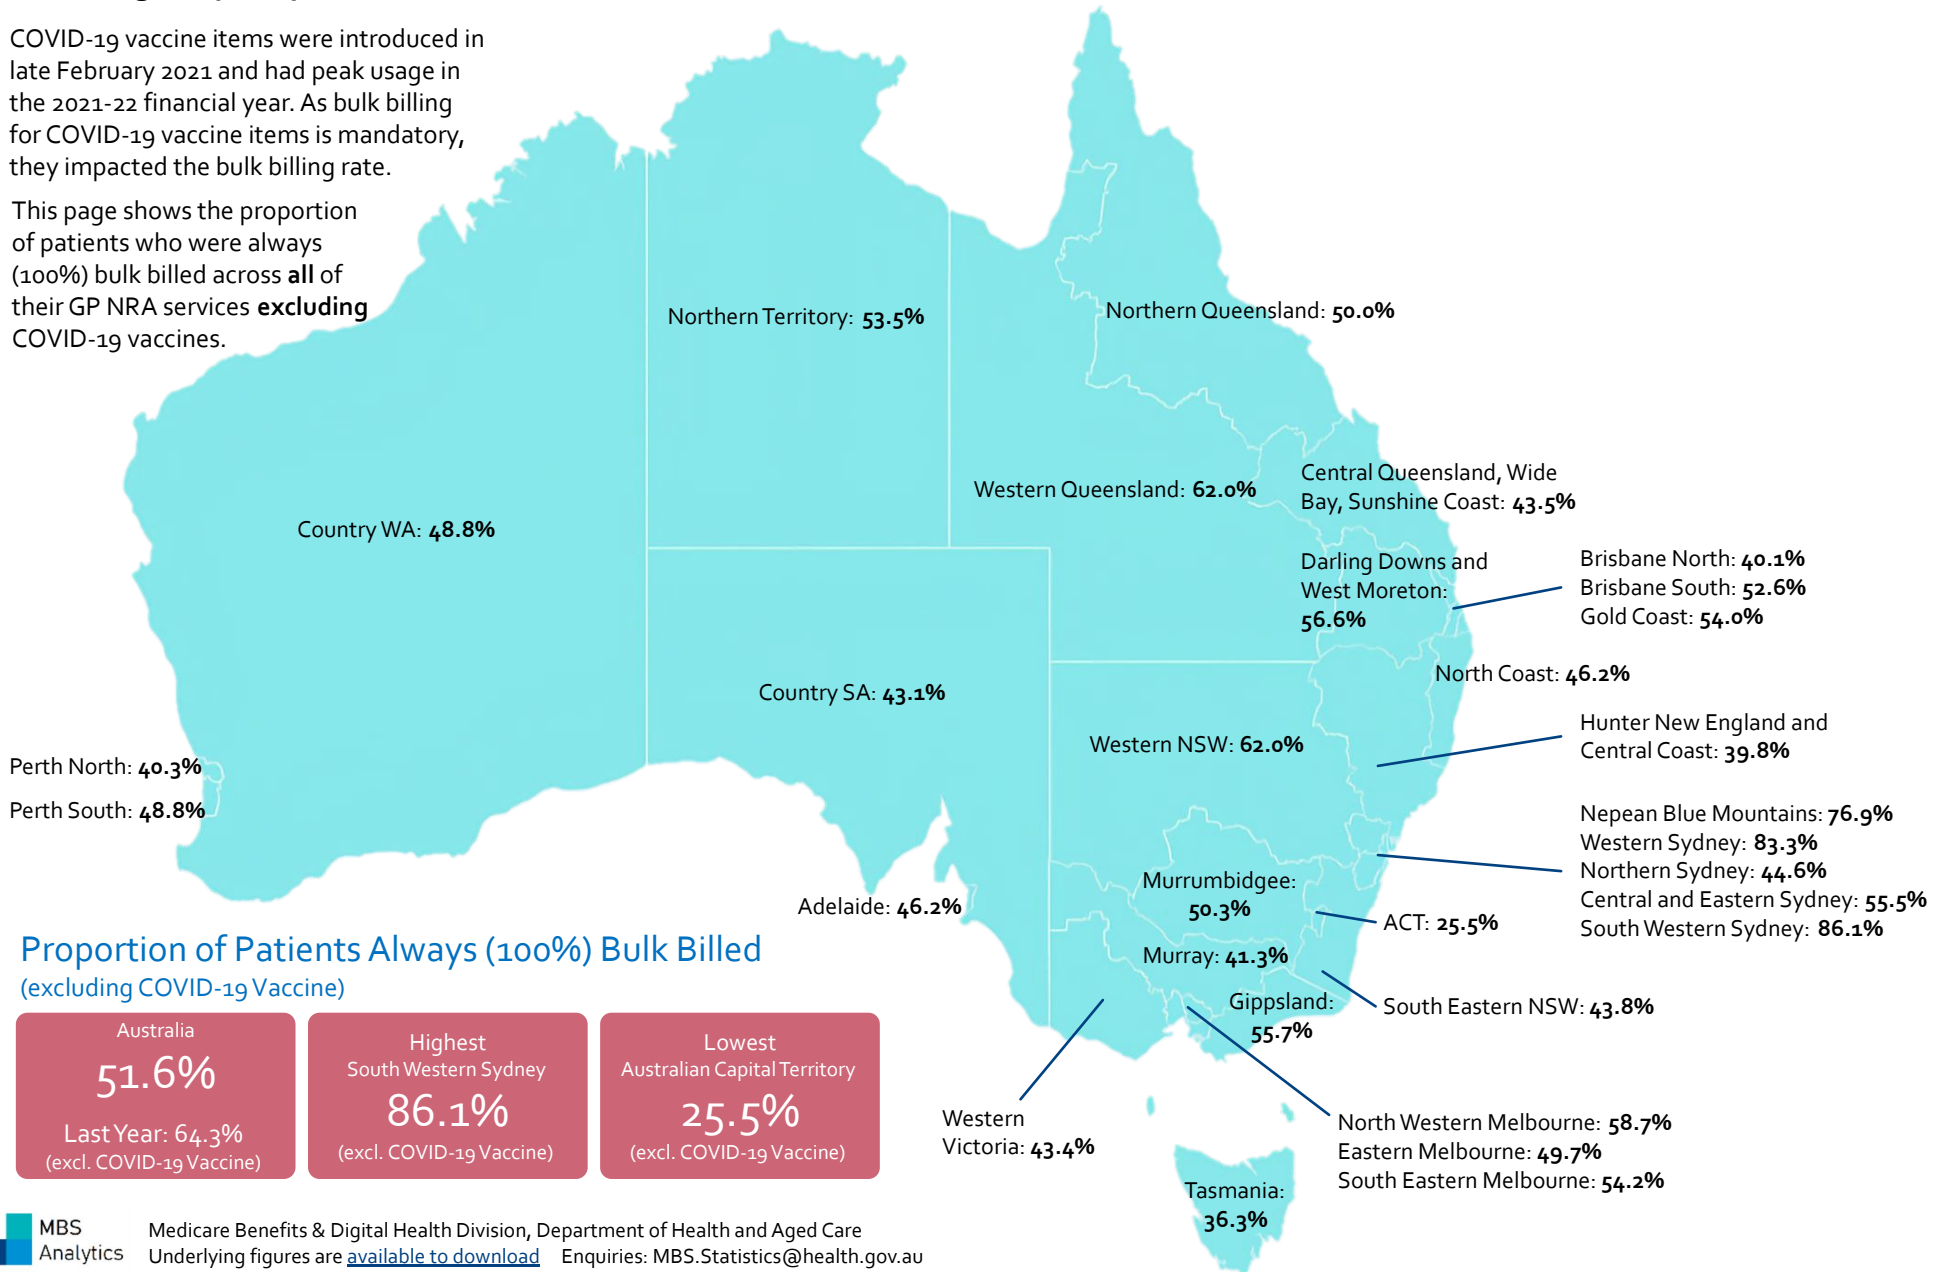 COVID-19 vaccine items were introduced in
late February 2021 and had peak usage in
the 2021-22 financial year. As bulk billing
for COVID-19 vaccine items is mandatory,
they impacted the bulk billing rate.
This page shows the proportion
of patients who were always
(100%) bulk billed across all of
their GP NRA services excluding
COVID-19 vaccines.
Northern Territory: 53.5%
Northern Queensland: 50.0%
Western Queensland: 62.0%
Central Queensland, Wide
Bay, Sunshine Coast: 43.5%
Country WA: 48.8%
Darling Downs and
West Moreton:
56.6%
Brisbane North: 40.1%
Brisbane South: 52.6%
Gold Coast: 54.0%
North Coast: 46.2%
Country SA: 43.1%
Western NSW: 62.0%
Hunter New England and
Central Coast: 39.8%
Perth North: 40.3%
Perth South: 48.8%
Nepean Blue Mountains: 76.9%
Western Sydney: 83.3%
Northern Sydney: 44.6%
Central and Eastern Sydney: 55.5%
South Western Sydney: 86.1%
Murrumbidgee:
50.3%
Adelaide: 46.2%
ACT: 25.5%
Murray: 41.3%
Gippsland:
55.7%
South Eastern NSW: 43.8%
Western
Victoria: 43.4%
North Western Melbourne: 58.7%
Eastern Melbourne: 49.7%
South Eastern Melbourne: 54.2%
Tasmania:
36.3%
Proportion of Patients Always (100%) Bulk Billed
(excluding COVID-19 Vaccine)
Australia
51.6%
Last Year: 64.3%
(excl. COVID-19 Vaccine)
Highest
South Western Sydney
86.1%
(excl. COVID-19 Vaccine)
Lowest
Australian Capital Territory
25.5%
(excl. COVID-19 Vaccine)
MBS
Analytics
Medicare Benefits & Digital Health Division, Department of Health and Aged Care
Underlying figures are available to download Enquiries: MBS.Statistics@health.gov.au